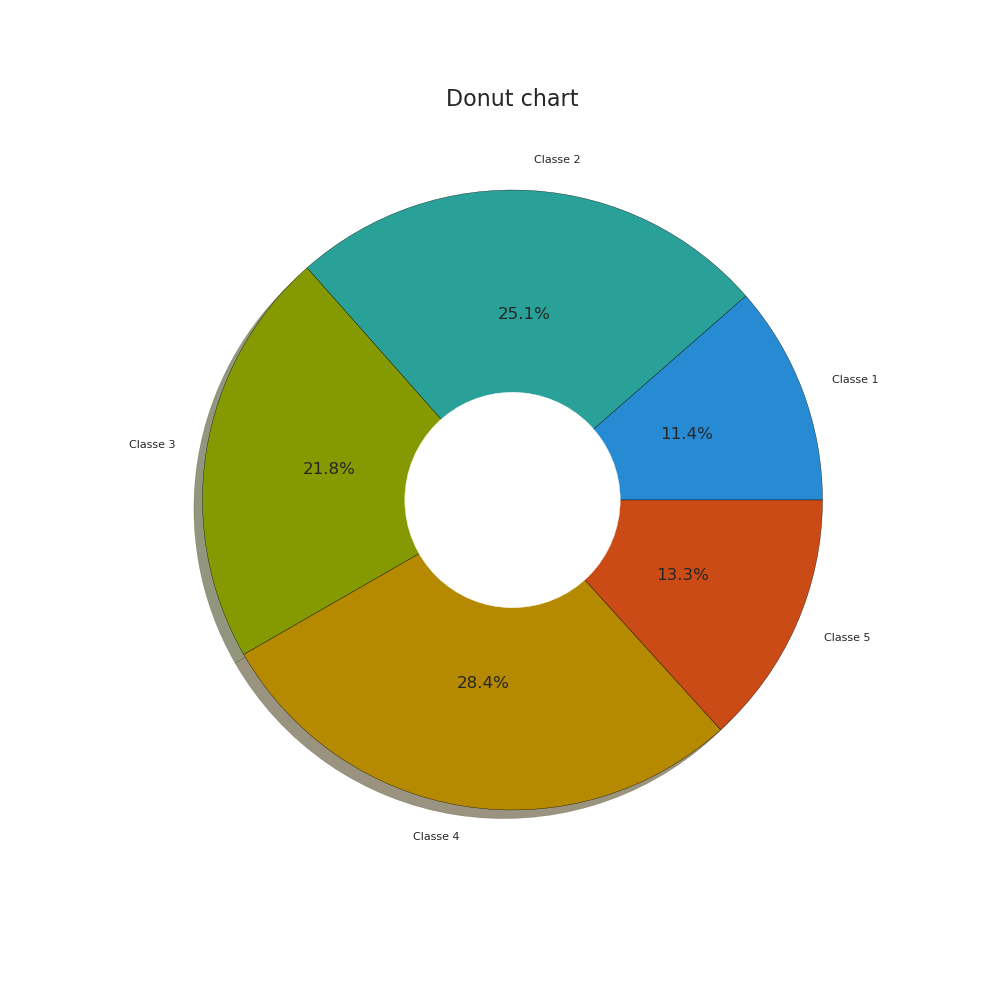 Donut chart
Classe 2
25.1%
Classe 1
11.4%
Classe 3
21.8%
13.3%
Classe 5
28.4%
Classe 4